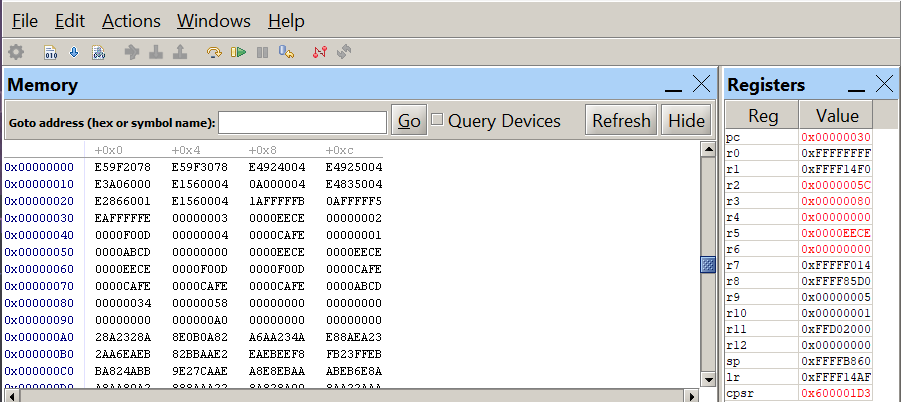 File Edit Actions Windows Help
Memory
Goto address (hex or symbol name): Go Query Devices Refresh Hide
+0x0 +0x4 +0x8 +0xc
0x00000000 E59F2078 E59F3078 E4924004 E4925004
0x00000010 E3A06000 E1560004 0A000004 E4835004
0x00000020 E2866001 E1560004 1AFFFFFB 0AFFFFF5
0x00000030 EAFFFFFE 00000003 0000EECE 00000002
0x00000040 0000F00D 00000004 0000CAFE 00000001
0x00000050 0000ABCD 00000000 0000EECE 0000EECE
0x00000060 0000EECE 0000F00D 0000F00D 0000CAFE
0x00000070 0000CAFE 0000CAFE 0000CAFE 0000ABCD
0x00000080 00000034 00000058 00000000 00000000
0x00000090 00000000 000000A0 00000000 00000000
0x000000A0 28A2328A 8E0B0A82 A6AA234A E88AEA23
0x000000B0 2AA6EAEB 82BBAAE2 EAEBEEF8 FB23FFEB
0x000000C0 BA824ABB 9E27CAAE A8E8EBAA ABEB6E8A
Registers
Reg Value
pc 0x00000030
r0 0xFFFFFFFF
r1 0xFFFF14F0
r2 0x0000005C
r3 0x00000080
r4 0x00000000
r5 0x0000EECE
r6 0x00000000
r7 0xFFFFF014
r8 0xFFFF85D0
r9 0x00000005
r10 0x00000001
r11 0xFFD02000
r12 0x00000000
sp 0xFFFFB860
lr 0xFFFF14AF
cpsr 0x600001D3